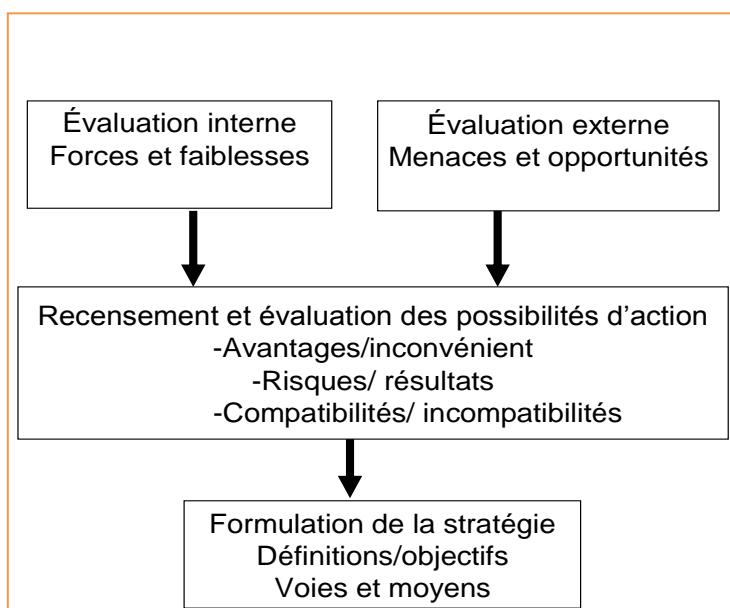 Évaluation interne
Forces et faiblesses
Évaluation externe
Menaces et opportunités
Recensement et évaluation des possibilités d'action
-Avantages/inconvénient
-Risques/ résultats
-Compatibilités/ incompatibilités
Formulation de la stratégie
Définitions/objectifs
Voies et moyens